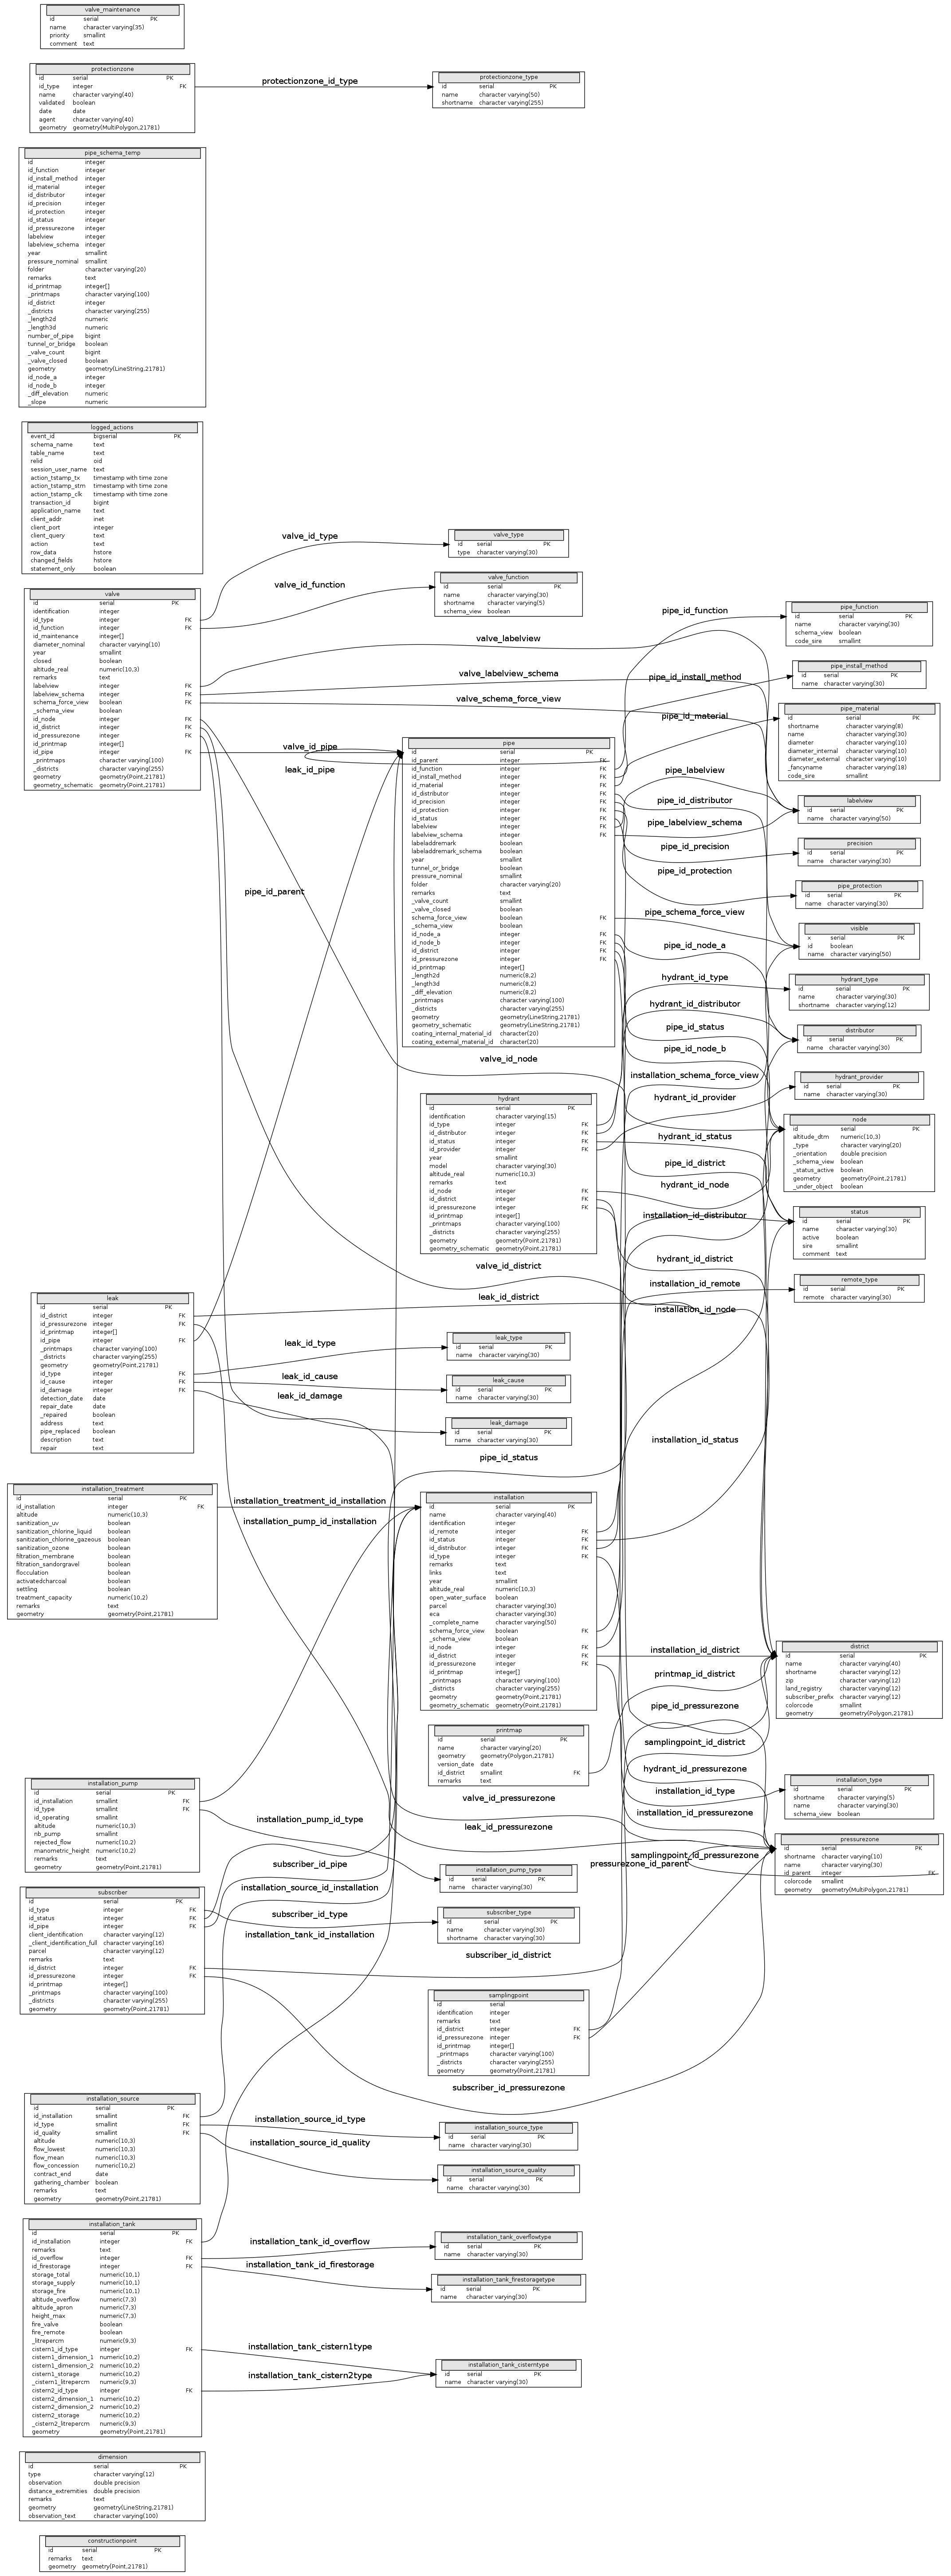 valve_maintenance
id serial PK
name character varying(35)
priority smallint
comment text
protectionzone
id serial PK
id_type integer FK
name character varying(40)
validated boolean
date date
agent character varying(40)
geometry geometry(MultiPolygon,21781)
protectionzone_id_type
protectionzone_type
id serial PK
name character varying(50)
shortname character varying(255)
pipe_schema_temp
id integer
id_function integer
id_install_method integer
id_material integer
id_distributor integer
id_precision integer
id_protection integer
id_status integer
id_pressurezone integer
labelview integer
labelview_schema integer
year smallint
pressure_nominal smallint
folder character varying(20)
remarks text
id_printmap integer[]
_printmaps character varying(100)
id_district integer
_districts character varying(255)
_length2d numeric
_length3d numeric
number_of_pipe bigint
tunnel_or_bridge boolean
_valve_count bigint
_valve_closed boolean
geometry geometry(LineString,21781)
id_node_a integer
id_node_b integer
_diff_elevation numeric
_slope numeric
logged_actions
event_id bigserial PK
schema_name text
table_name text
relid oid
session_user_name text
action_tstamp_tx timestamp with time zone
action_tstamp_stm timestamp with time zone
action_tstamp_clk timestamp with time zone
transaction_id bigint
application_name text
client_addr inet
client_port integer
client_query text
action text
row_data hstore
changed_fields hstore
statement_only boolean
valve
id serial PK
identification integer
id_type integer FK
id_function integer FK
id_maintenance integer[]
diameter_nominal character varying(10)
year smallint
closed boolean
altitude_real numeric(10,3)
remarks text
labelview integer FK
labelview_schema integer FK
schema_force_view boolean FK
_schema_view boolean
id_node integer FK
id_district integer FK
id_pressurezone integer FK
id_printmap integer[]
id_pipe integer FK
_printmaps character varying(100)
_districts character varying(255)
geometry geometry(Point,21781)
geometry_schematic geometry(Point,21781)
leak
id serial PK
id_district integer FK
id_pressurezone integer FK
id_printmap integer[]
id_pipe integer FK
_printmaps character varying(100)
_districts character varying(255)
geometry geometry(Point,21781)
id_type integer FK
id_cause integer FK
id_damage integer FK
detection_date date
repair_date date
_repaired boolean
address text
pipe_replaced boolean
description text
repair text
installation_treatment
id serial PK
id_installation integer FK
altitude numeric(10,3)
sanitization_uv boolean
sanitization_chlorine_liquid boolean
sanitization_chlorine_gazeous boolean
sanitization_ozone boolean
filtration_membrane boolean
filtration_sandorgravel boolean
flocculation boolean
activatedcharcoal boolean
settling boolean
treatment_capacity numeric(10,2)
remarks text
geometry geometry(Point,21781)
installation_pump
id serial PK
id_installation smallint FK
id_type smallint FK
id_operating smallint
altitude numeric(10,3)
nb_pump smallint
rejected_flow numeric(10,2)
manometric_height numeric(10,2)
remarks text
geometry geometry(Point,21781)
subscriber
id serial PK
id_type integer FK
id_status integer FK
id_pipe integer FK
client_identification character varying(12)
_client_identification_full character varying(16)
parcel character varying(12)
remarks text
id_district integer FK
id_pressurezone integer FK
id_printmap integer[]
_printmaps character varying(100)
_districts character varying(255)
geometry geometry(Point,21781)
installation_source
id serial PK
id_installation smallint FK
id_type smallint FK
id_quality smallint FK
altitude numeric(10,3)
flow_lowest numeric(10,3)
flow_mean numeric(10,3)
flow_concession numeric(10,2)
contract_end date
gathering_chamber boolean
remarks text
geometry geometry(Point,21781)
installation_tank
id serial PK
id_installation integer FK
remarks text
id_overflow integer FK
id_firestorage integer FK
storage_total numeric(10,1)
storage_supply numeric(10,1)
storage_fire numeric(10,1)
altitude_overflow numeric(7,3)
altitude_apron numeric(7,3)
height_max numeric(7,3)
fire_valve boolean
fire_remote boolean
_litrepercm numeric(9,3)
cistern1_id_type integer FK
cistern1_dimension_1 numeric(10,2)
cistern1_dimension_2 numeric(10,2)
cistern1_storage numeric(10,2)
_cistern1_litrepercm numeric(9,3)
cistern2_id_type integer FK
cistern2_dimension_1 numeric(10,2)
cistern2_dimension_2 numeric(10,2)
cistern2_storage numeric(10,2)
_cistern2_litrepercm numeric(9,3)
geometry geometry(Point,21781)
dimension
id serial PK
type character varying(12)
observation double precision
distance_extremities double precision
remarks text
geometry geometry(LineString,21781)
observation_text character varying(100)
constructionpoint
id serial PK
remarks text
geometry geometry(Point,21781)
valve_id_type
valve_id_function
valve_labelview
valve_labelview_schema
valve_schema_force_view
valve_id_pipe
leak_id_pipe
pipe_id_parent
valve_id_node
valve_id_district
leak_id_district
leak_id_type
leak_id_cause
leak_id_damage
pipe_id_status
installation_treatment_id_installation
installation_pump_id_installation
valve_id_pressurezone
installation_pump_id_type
leak_id_pressurezone
subscriber_id_pipe
installation_source_id_installation
subscriber_id_type
installation_tank_id_installation
subscriber_id_district
subscriber_id_pressurezone
installation_source_id_type
installation_source_id_quality
installation_tank_id_overflow
installation_tank_id_firestorage
installation_tank_cistern1type
installation_tank_cistern2type
valve_type
id serial PK
type character varying(30)
valve_function
id serial PK
name character varying(30)
shortname character varying(5)
schema_view boolean
pipe
id serial PK
id_parent integer FK
id_function integer FK
id_install_method integer FK
id_material integer FK
id_distributor integer FK
id_precision integer FK
id_protection integer FK
id_status integer FK
labelview integer FK
labelview_schema integer FK
labeladdremark boolean
labeladdremark_schema boolean
year smallint
tunnel_or_bridge boolean
pressure_nominal smallint
folder character varying(20)
remarks text
_valve_count smallint
_valve_closed boolean
schema_force_view boolean FK
_schema_view boolean
id_node_a integer FK
id_node_b integer FK
id_district integer FK
id_pressurezone integer FK
id_printmap integer[]
_length2d numeric(8,2)
_length3d numeric(8,2)
_diff_elevation numeric(8,2)
_printmaps character varying(100)
_districts character varying(255)
geometry geometry(LineString,21781)
geometry_schematic geometry(LineString,21781)
coating_internal_material_id character(20)
coating_external_material_id character(20)
hydrant
id serial PK
identification character varying(15)
id_type integer FK
id_distributor integer FK
id_status integer FK
id_provider integer FK
year smallint
model character varying(30)
altitude_real numeric(10,3)
remarks text
id_node integer FK
id_district integer FK
id_pressurezone integer FK
id_printmap integer[]
_printmaps character varying(100)
_districts character varying(255)
geometry geometry(Point,21781)
geometry_schematic geometry(Point,21781)
leak_type
id serial PK
name character varying(30)
leak_cause
id serial PK
name character varying(30)
leak_damage
id serial PK
name character varying(30)
installation
id serial PK
name character varying(40)
identification integer
id_remote integer FK
id_status integer FK
id_distributor integer FK
id_type integer FK
remarks text
links text
year smallint
altitude_real numeric(10,3)
open_water_surface boolean
parcel character varying(30)
eca character varying(30)
_complete_name character varying(50)
schema_force_view boolean FK
_schema_view boolean
id_node integer FK
id_district integer FK
id_pressurezone integer FK
id_printmap integer[]
_printmaps character varying(100)
_districts character varying(255)
geometry geometry(Point,21781)
geometry_schematic geometry(Point,21781)
printmap
id serial PK
name character varying(20)
geometry geometry(Polygon,21781)
version_date date
id_district smallint FK
remarks text
installation_pump_type
id serial PK
name character varying(30)
subscriber_type
id serial PK
name character varying(30)
shortname character varying(30)
samplingpoint
id serial
identification integer
remarks text
id_district integer FK
id_pressurezone integer FK
id_printmap integer[]
_printmaps character varying(100)
_districts character varying(255)
geometry geometry(Point,21781)
installation_source_type
id serial PK
name character varying(30)
installation_source_quality
id serial PK
name character varying(30)
installation_tank_overflowtype
id serial PK
name character varying(30)
installation_tank_firestoragetype
id serial PK
name character varying(30)
installation_tank_cisterntype
id serial PK
name character varying(30)
pipe_id_function
pipe_id_install_method
pipe_id_material
pipe_labelview
pipe_id_distributor
pipe_labelview_schema
pipe_id_precision
pipe_id_protection
pipe_schema_force_view
pipe_id_node_a
hydrant_id_type
hydrant_id_distributor
pipe_id_status
pipe_id_node_b
installation_schema_force_view
hydrant_id_provider
hydrant_id_status
pipe_id_district
hydrant_id_node
installation_id_distributor
hydrant_id_district
installation_id_remote
installation_id_node
installation_id_status
installation_id_district
printmap_id_district
pipe_id_pressurezone
samplingpoint_id_district
hydrant_id_pressurezone
installation_id_type
installation_id_pressurezone
samplingpoint_id_pressurezone
pressurezone_id_parent
pipe_function
id serial PK
name character varying(30)
schema_view boolean
code_sire smallint
pipe_install_method
id serial PK
name character varying(30)
pipe_material
id serial PK
shortname character varying(8)
name character varying(30)
diameter character varying(10)
diameter_internal character varying(10)
diameter_external character varying(10)
_fancyname character varying(18)
code_sire smallint
labelview
id serial PK
name character varying(50)
precision
id serial PK
name character varying(30)
pipe_protection
id serial PK
name character varying(30)
visible
x serial PK
id boolean
name character varying(50)
hydrant_type
id serial PK
name character varying(30)
shortname character varying(12)
distributor
id serial PK
name character varying(30)
hydrant_provider
id serial PK
name character varying(30)
node
id serial PK
altitude_dtm numeric(10,3)
_type character varying(20)
_orientation double precision
_schema_view boolean
_status_active boolean
geometry geometry(Point,21781)
_under_object boolean
status
id serial PK
name character varying(30)
active boolean
sire smallint
comment text
remote_type
id serial PK
remote character varying(30)
district
id serial PK
name character varying(40)
shortname character varying(12)
zip character varying(12)
land_registry character varying(12)
subscriber_prefix character varying(12)
colorcode smallint
geometry geometry(Polygon,21781)
installation_type
id serial PK
shortname character varying(5)
name character varying(30)
schema_view boolean
pressurezone
id serial PK
shortname character varying(10)
name character varying(30)
id_parent integer FK
colorcode smallint
geometry geometry(MultiPolygon,21781)